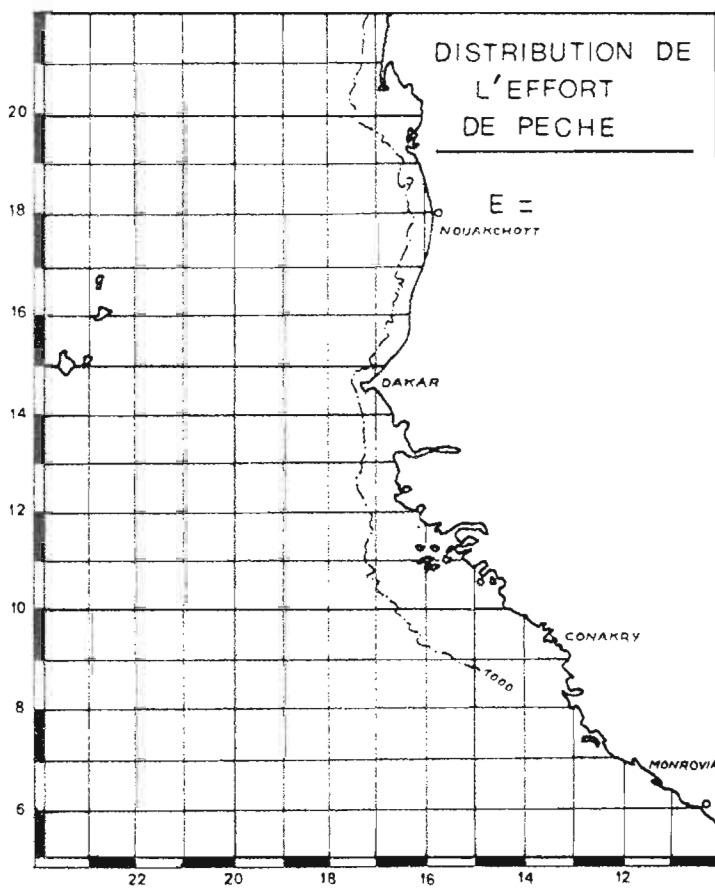 DISTRIBUTION DE
L'EFFORT
DE PECHE
20
18
E =
NOUAKCHOTT
16
DAKAR
14
12
10
CONAKRY
1000
8
MONROVIA
6
22
20
18
16
14
12